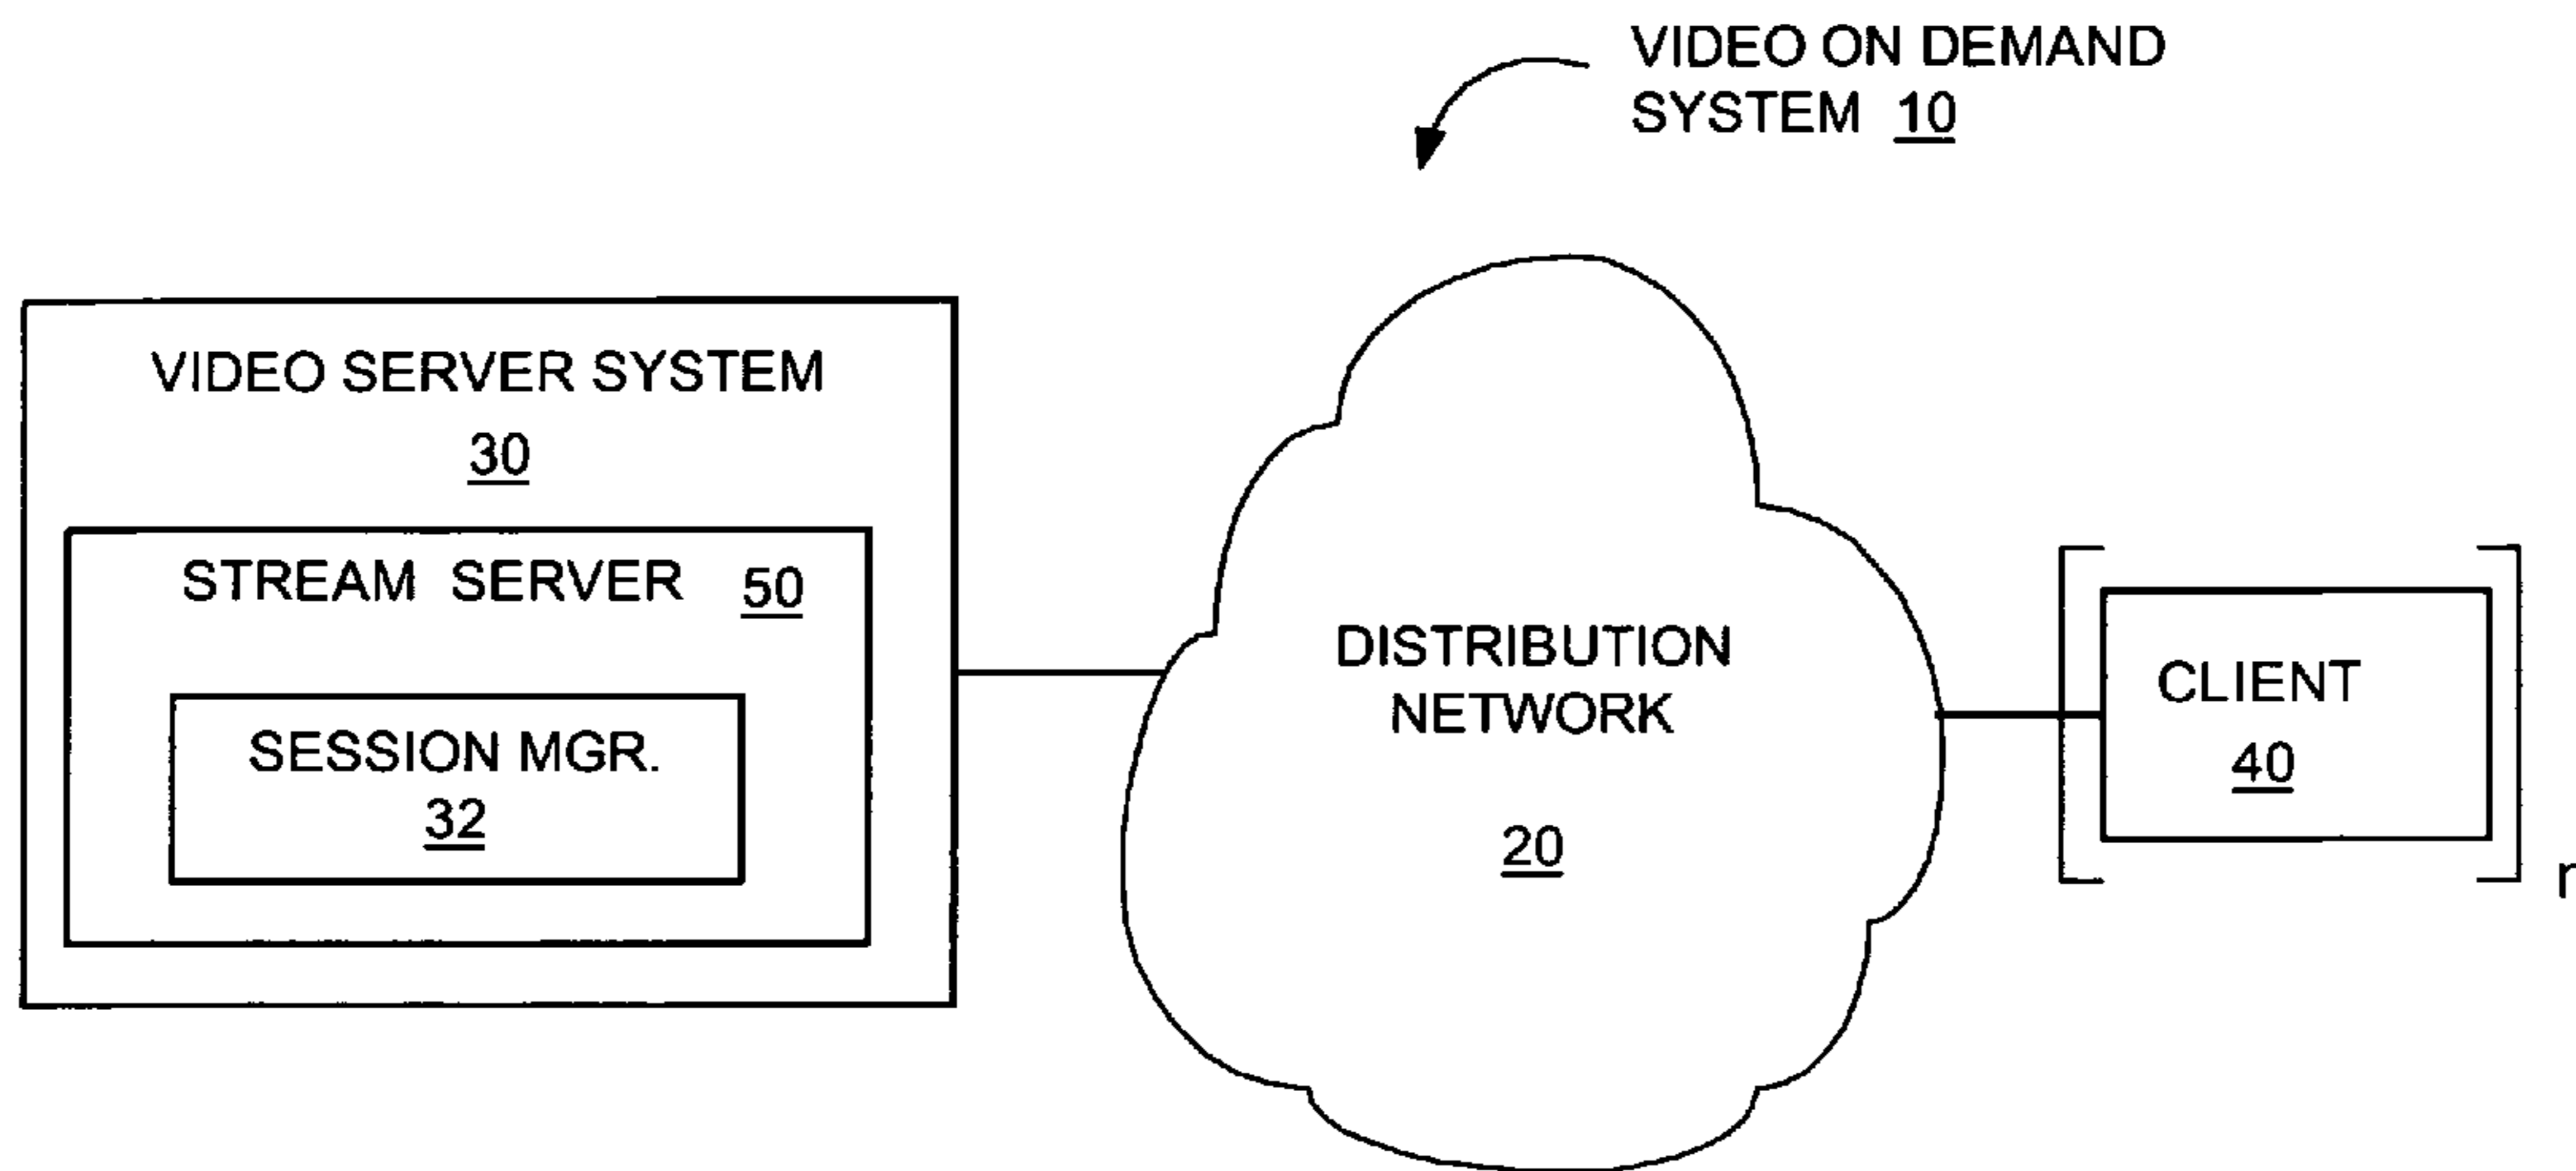 VIDEO ON DEMAND
SYSTEM 10
VIDEO SERVER SYSTEM
30
STREAM SERVER 50
SESSION MGR.
32
DISTRIBUTION
NETWORK
20
CLIENT
40